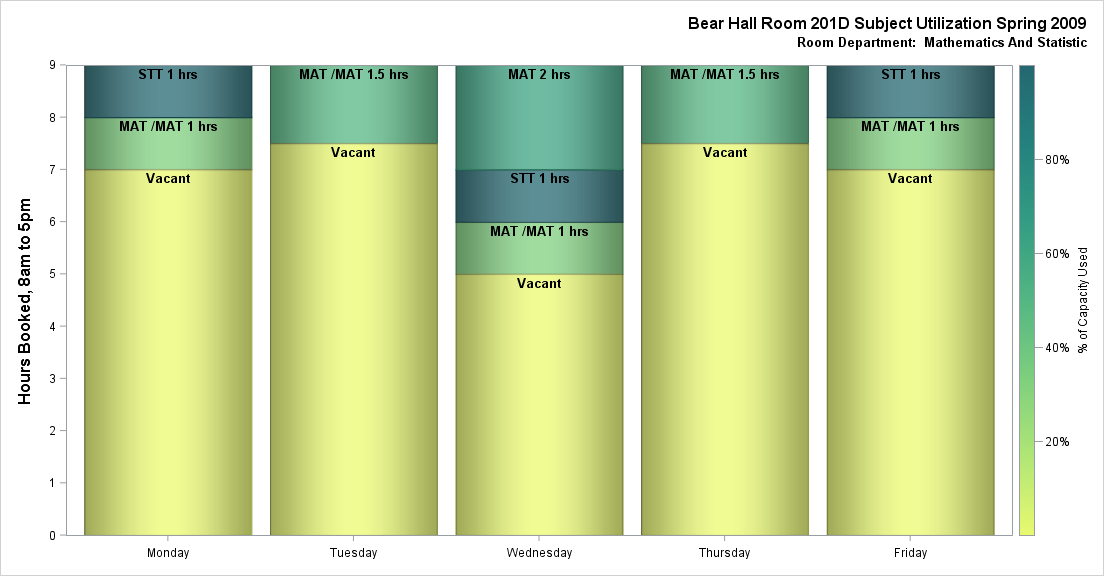 Bear Hall Room 201D Subject Utilization Spring 2009
Room Department:  Mathematics And Statistic
Hours Booked, 8am to 5pm
9
8
7
6
5
4
3
2
1
0
STT 1 hrs
MAT /MAT 1 hrs
Vacant
MAT /MAT 1.5 hrs
Vacant
MAT 2 hrs
STT 1 hrs
MAT /MAT 1 hrs
Vacant
MAT /MAT 1.5 hrs
Vacant
STT 1 hrs
MAT /MAT 1 hrs
Vacant
Monday
Tuesday
Wednesday
Thursday
Friday
80%
60%
40%
20%
% of Capacity Used